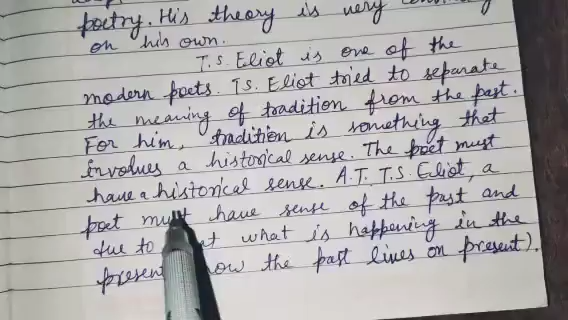 poetry. His theory is very
on his own.
T.S. Eliot is one of the
modern poets. T.S. Eliot tried to separate
the meaning of tradition from the past.
For him, tradition is something that
involves a historical sense. The poet must
have a historical sense. A.T. T.S. Eliot, a
poet must have sense of the past and
due to what is happening in the
present how the past lives on present).